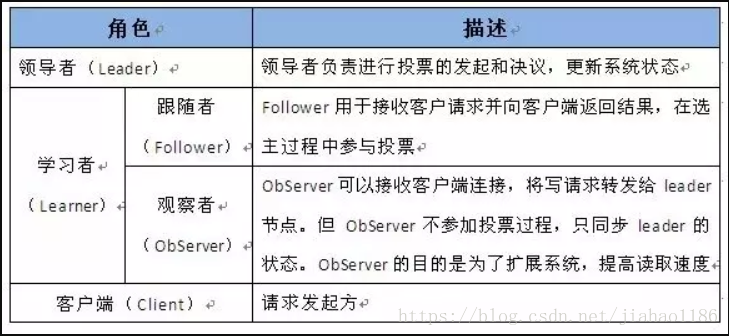 角色 描述
领导者（Leader） 领导者负责进行投票的发起和决议，更新系统状态
学习者
（Learner）
跟随者
（Follower）
Follower 用于接收客户请求并向客户端返回结果，在选
主过程中参与投票
观察者
（ObServer）
ObServer 可以接收客户端连接，将写请求转发给 leader
节点。但 ObServer 不参加投票过程，只同步 leader 的
状态。ObServer 的目的是为了扩展系统，提高读取速度
客户端（Client） 请求发起方
https://blog.csdn.net/jiahao1186